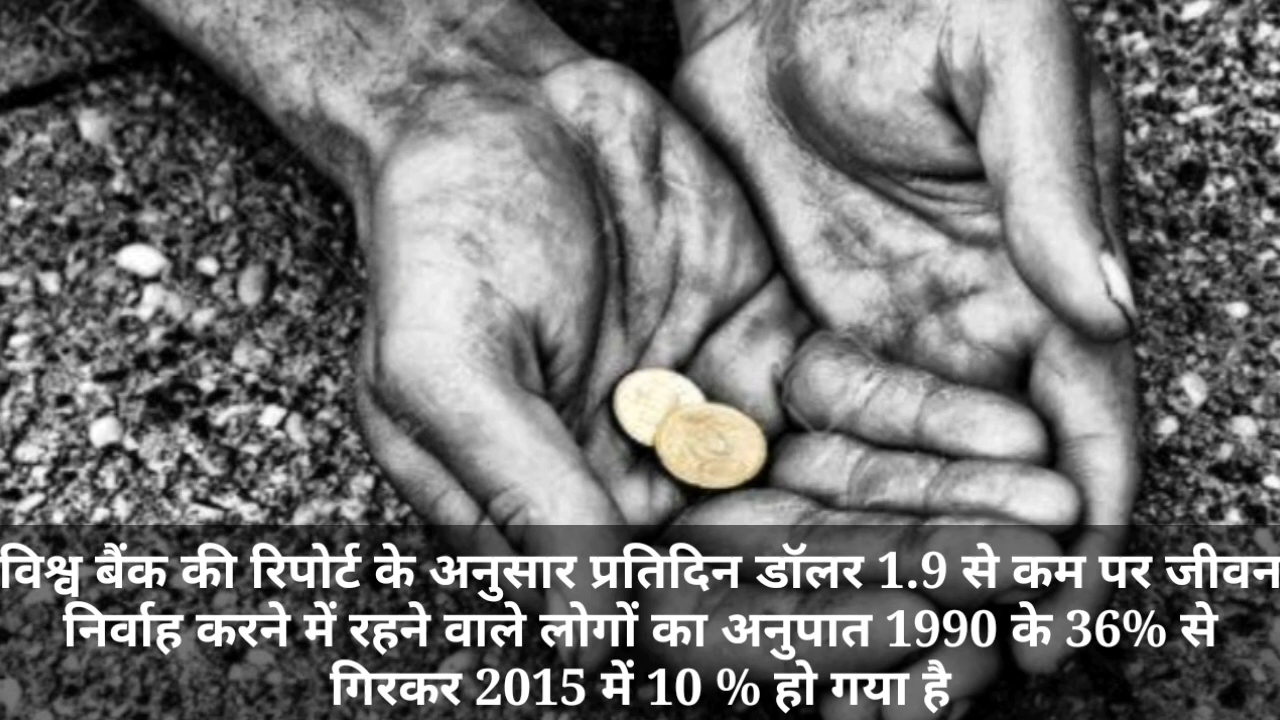 विश्व बैंक की रिपोर्ट के अनुसार प्रतिदिन डॉलर 1.9 से कम पर जीवन
निर्वाह करने में रहने वाले लोगों का अनुपात 1990 के 36% से
गिरकर 2015 में 10 % हो गया है